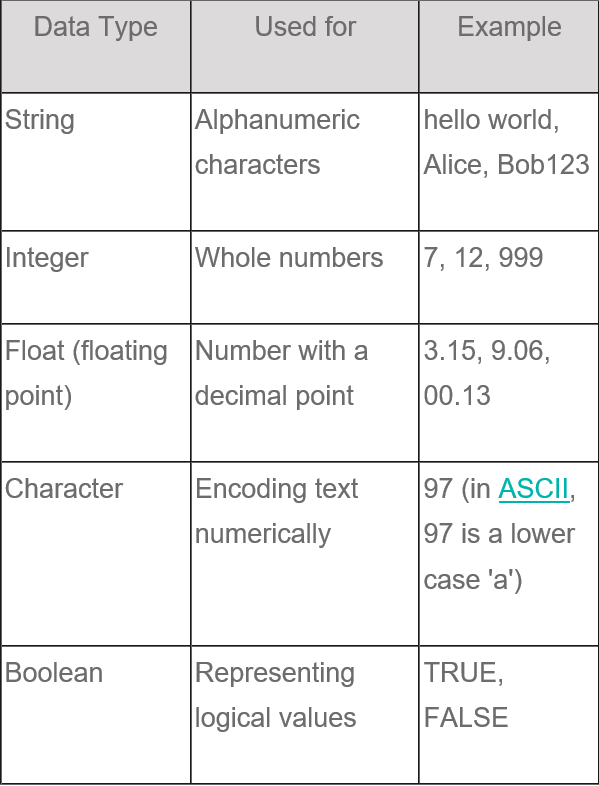 Data Type Used for Example
String Alphanumeric characters hello world, Alice, Bob123
Integer Whole numbers 7, 12, 999
Float (floating point) Number with a decimal point 3.15, 9.06, 00.13
Character Encoding text numerically 97 (in ASCII, 97 is a lower case 'a')
Boolean Representing logical values TRUE, FALSE